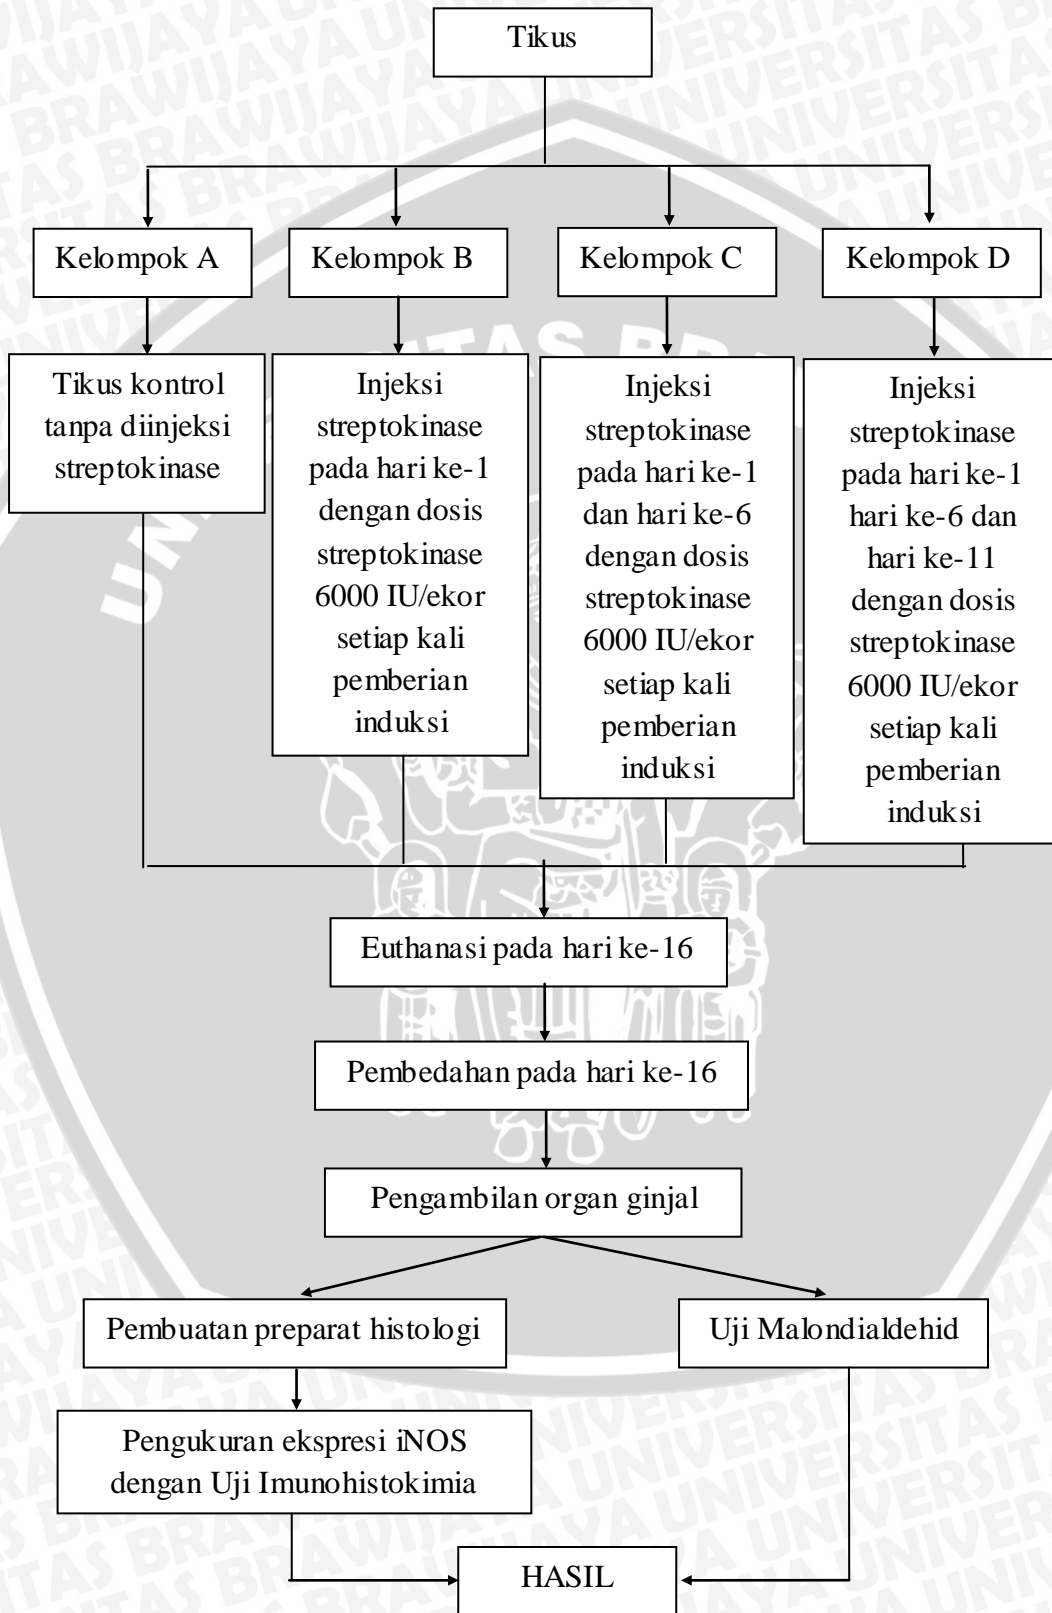 Tikus
Kelompok A
Kelompok B
Kelompok C
Kelompok D
Tikus kontrol
tanpa diinjeksi
streptokinase
Injeksi
streptokinase
pada hari ke-1
dengan dosis
streptokinase
6000 IU/ekor
setiap kali
pemberian
induksi
Injeksi
streptokinase
pada hari ke-1
dan hari ke-6
dengan dosis
streptokinase
6000 IU/ekor
setiap kali
pemberian
induksi
Injeksi
streptokinase
pada hari ke-1
hari ke-6 dan
hari ke-11
dengan dosis
streptokinase
6000 IU/ekor
setiap kali
pemberian
induksi
Euthanasi pada hari ke-16
Pembedahan pada hari ke-16
Pengambilan organ ginjal
Pembuatan preparat histologi
Uji Malondialdehid
Pengukuran ekspresi iNOS
dengan Uji Imunohistokimia
HASIL